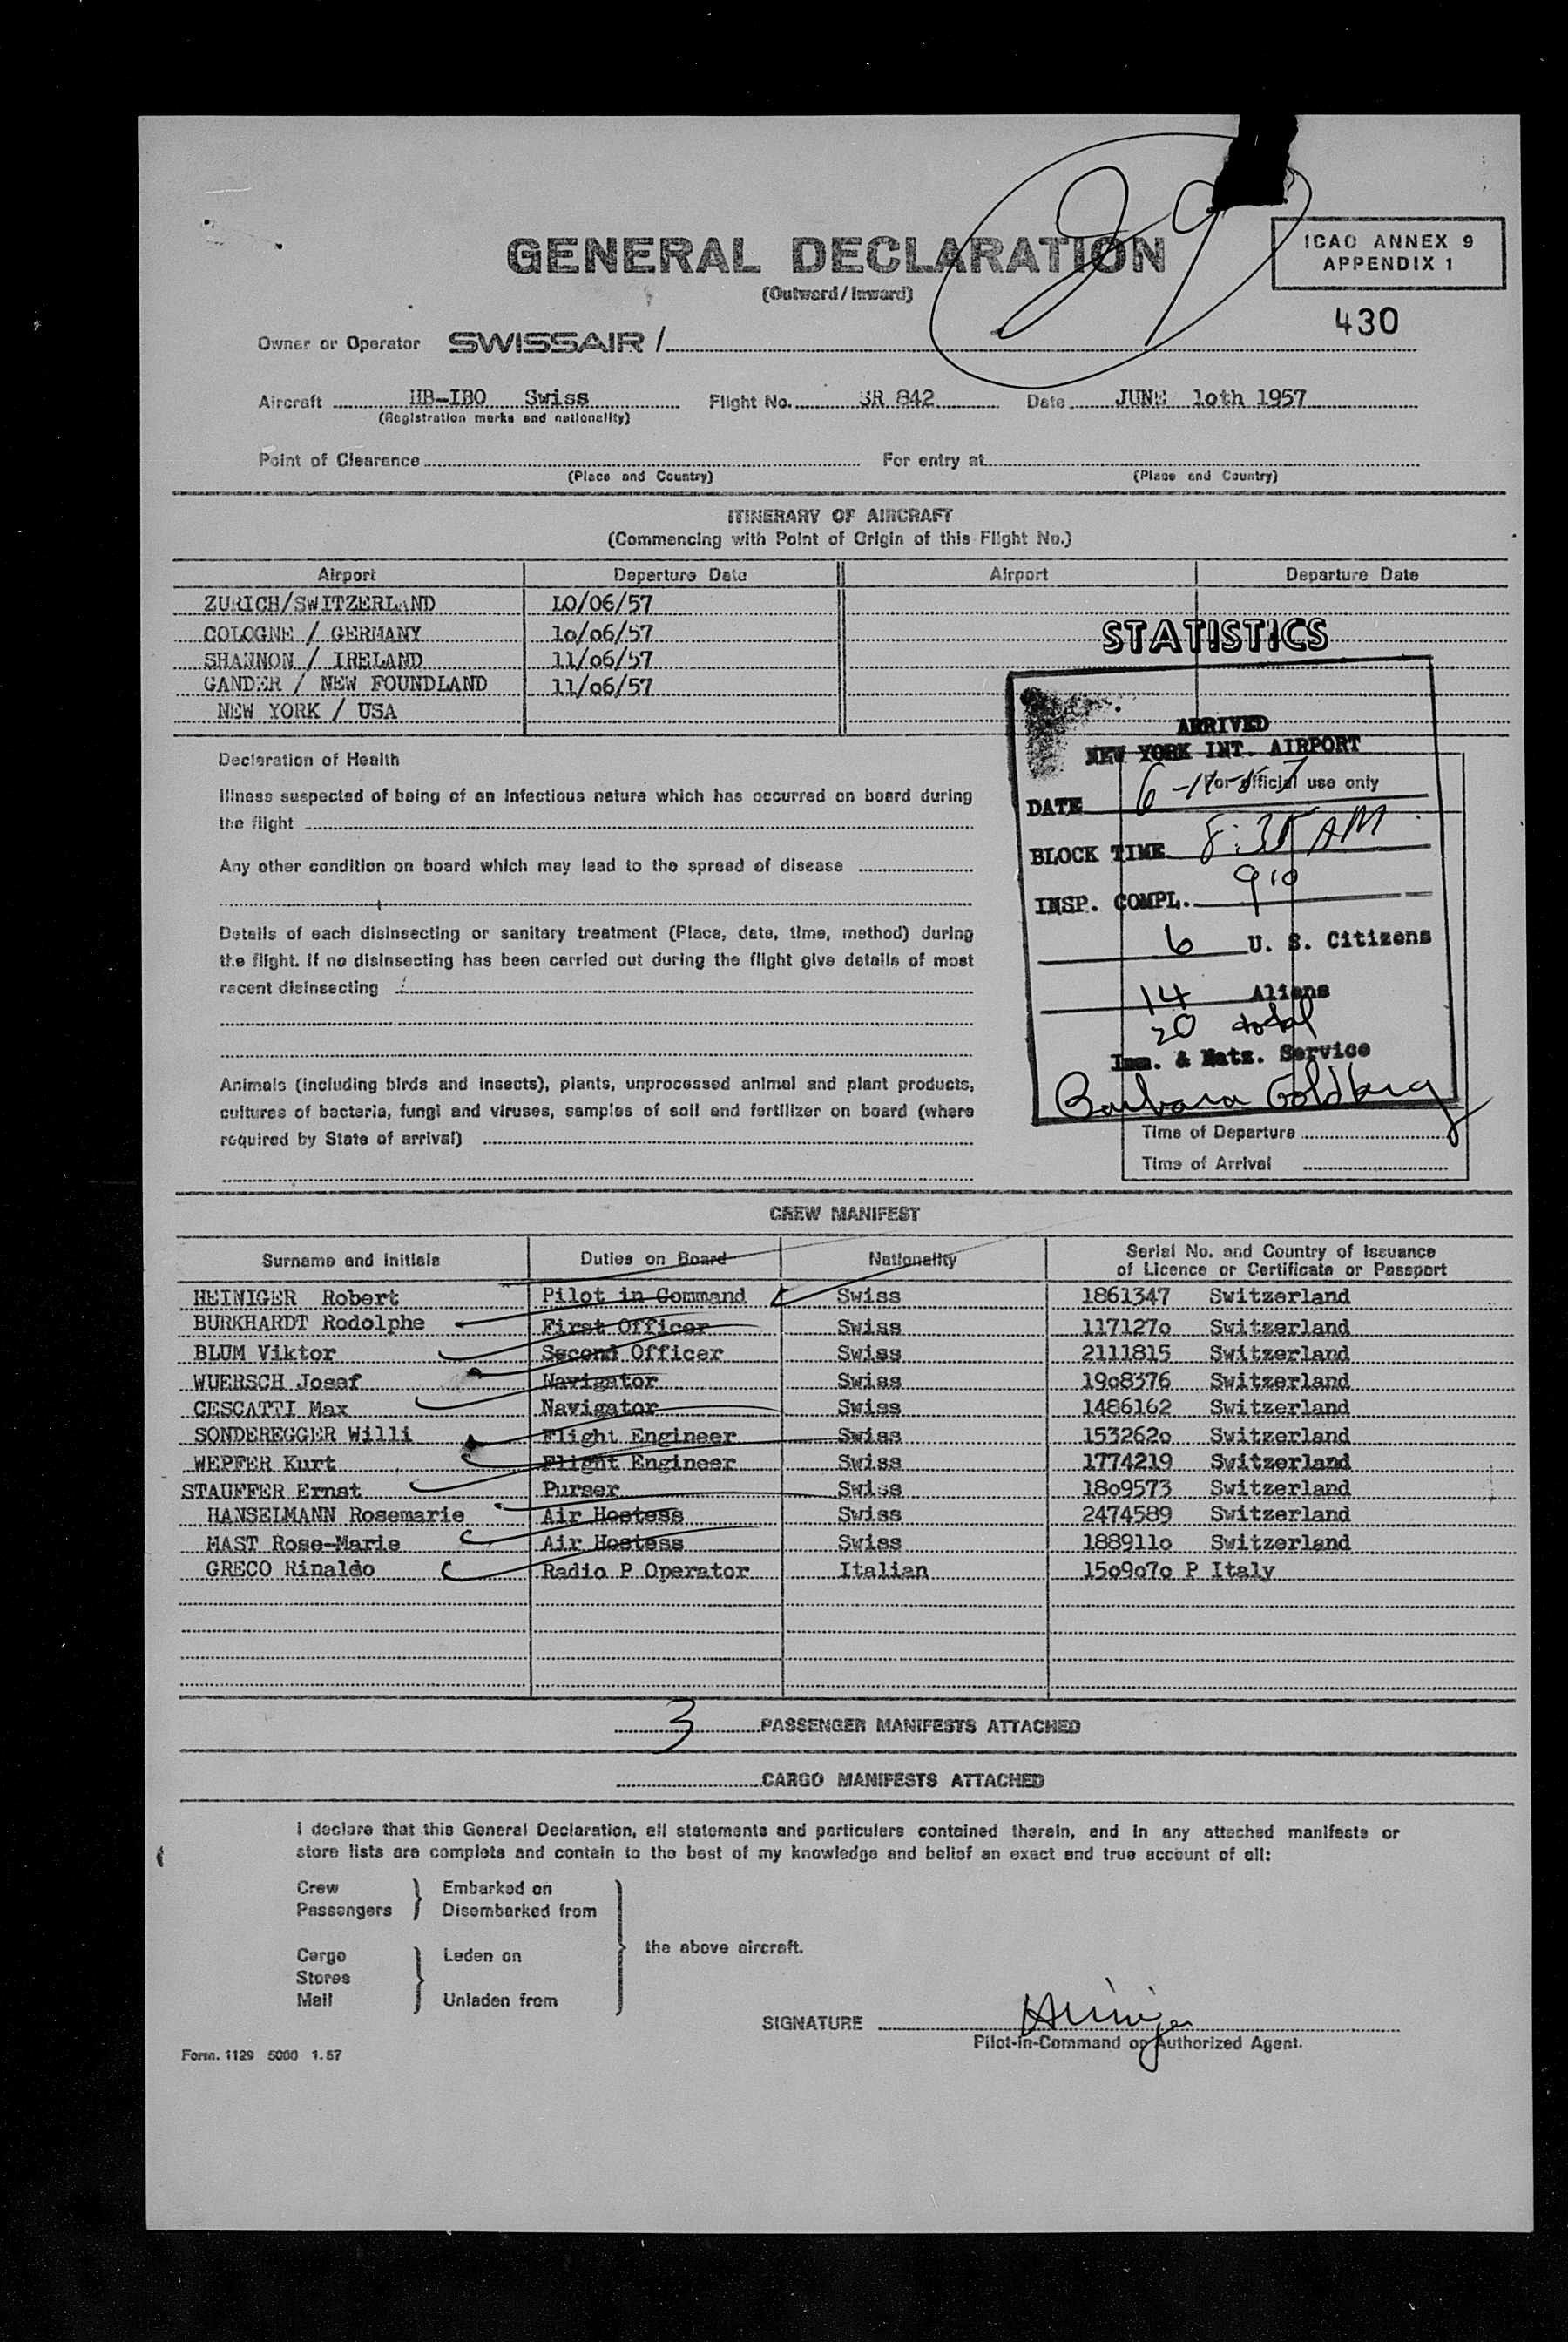 29
GENERAL DECLARATION
(Outward/Inward)
ICAO ANNEX 9
APPENDIX 1
430
Owner or Operator SWISSAIR /
Aircraft HB-IBO Swiss Flight No. SR 842 Date JUNE 1oth 1957
(Registration marks and nationality)
Point of Clearance For entry at
(Place and Country) (Place and Country)
ITINERARY OF AIRCRAFT
(Commencing with Point of Origin of this Flight No.)
Airport Departure Date Airport Departure Date
ZURICH/SWITZERLAND 10/06/57
COLOGNE / GERMANY 1o/o6/57
SHANNON / IRELAND 11/o6/57
GANDER / NEW FOUNDLAND 11/o6/57
NEW YORK / USA
STATISTICS
ARRIVED
NEW YORK INT. AIRPORT
For official use only
DATE 6-11-57
BLOCK TIME 8:35 AM
INSP. COMPL. 910
6 U. S. Citizens
14 Aliens
20 total
Imm. & Natz. Service
Barbara Goldberg
Time of Departure
Time of Arrival
Declaration of Health
Illness suspected of being of an infectious nature which has occurred on board during
the flight
Any other condition on board which may lead to the spread of disease
Details of each disinsecting or sanitary treatment (Place, date, time, method) during
the flight. If no disinsecting has been carried out during the flight give details of most
recent disinsecting
Animals (including birds and insects), plants, unprocessed animal and plant products,
cultures of bacteria, fungi and viruses, samples of soil and fertilizer on board (where
required by State of arrival)
CREW MANIFEST
Surname and Initials Duties on Board Nationality Serial No. and Country of Issuance
of Licence or Certificate or Passport
HEINIGER Robert Pilot in Command Swiss 1861347 Switzerland
BURKHARDT Rodolphe First Officer Swiss 117127o Switzerland
BLUM Viktor Second Officer Swiss 2111815 Switzerland
WUERSCH Josef Navigator Swiss 19o8376 Switzerland
CESCATTI Max Navigator Swiss 1486162 Switzerland
SONDEREGGER Willi Flight Engineer Swiss 153262o Switzerland
WEPFER Kurt Flight Engineer Swiss 1774219 Switzerland
STAUFFER Ernst Purser Swiss 18o9573 Switzerland
HANSELMANN Rosemarie Air Hostess Swiss 2474589 Switzerland
MAST Rose-Marie Air Hostess Swiss 188911o Switzerland
GRECO Rinaldo Radio P Operator Italian 15o9o7o P Italy
3 PASSENGER MANIFESTS ATTACHED
CARGO MANIFESTS ATTACHED
I declare that this General Declaration, all statements and particulars contained therein, and in any attached manifests or
store lists are complete and contain to the best of my knowledge and belief an exact and true account of all:
Crew Embarked on
Passengers Disembarked from
the above aircraft.
Cargo Laden on
Stores
Mail Unladen from
SIGNATURE Heiniger
Pilot-in-Command or Authorized Agent.
Form. 1129 5000 1.57